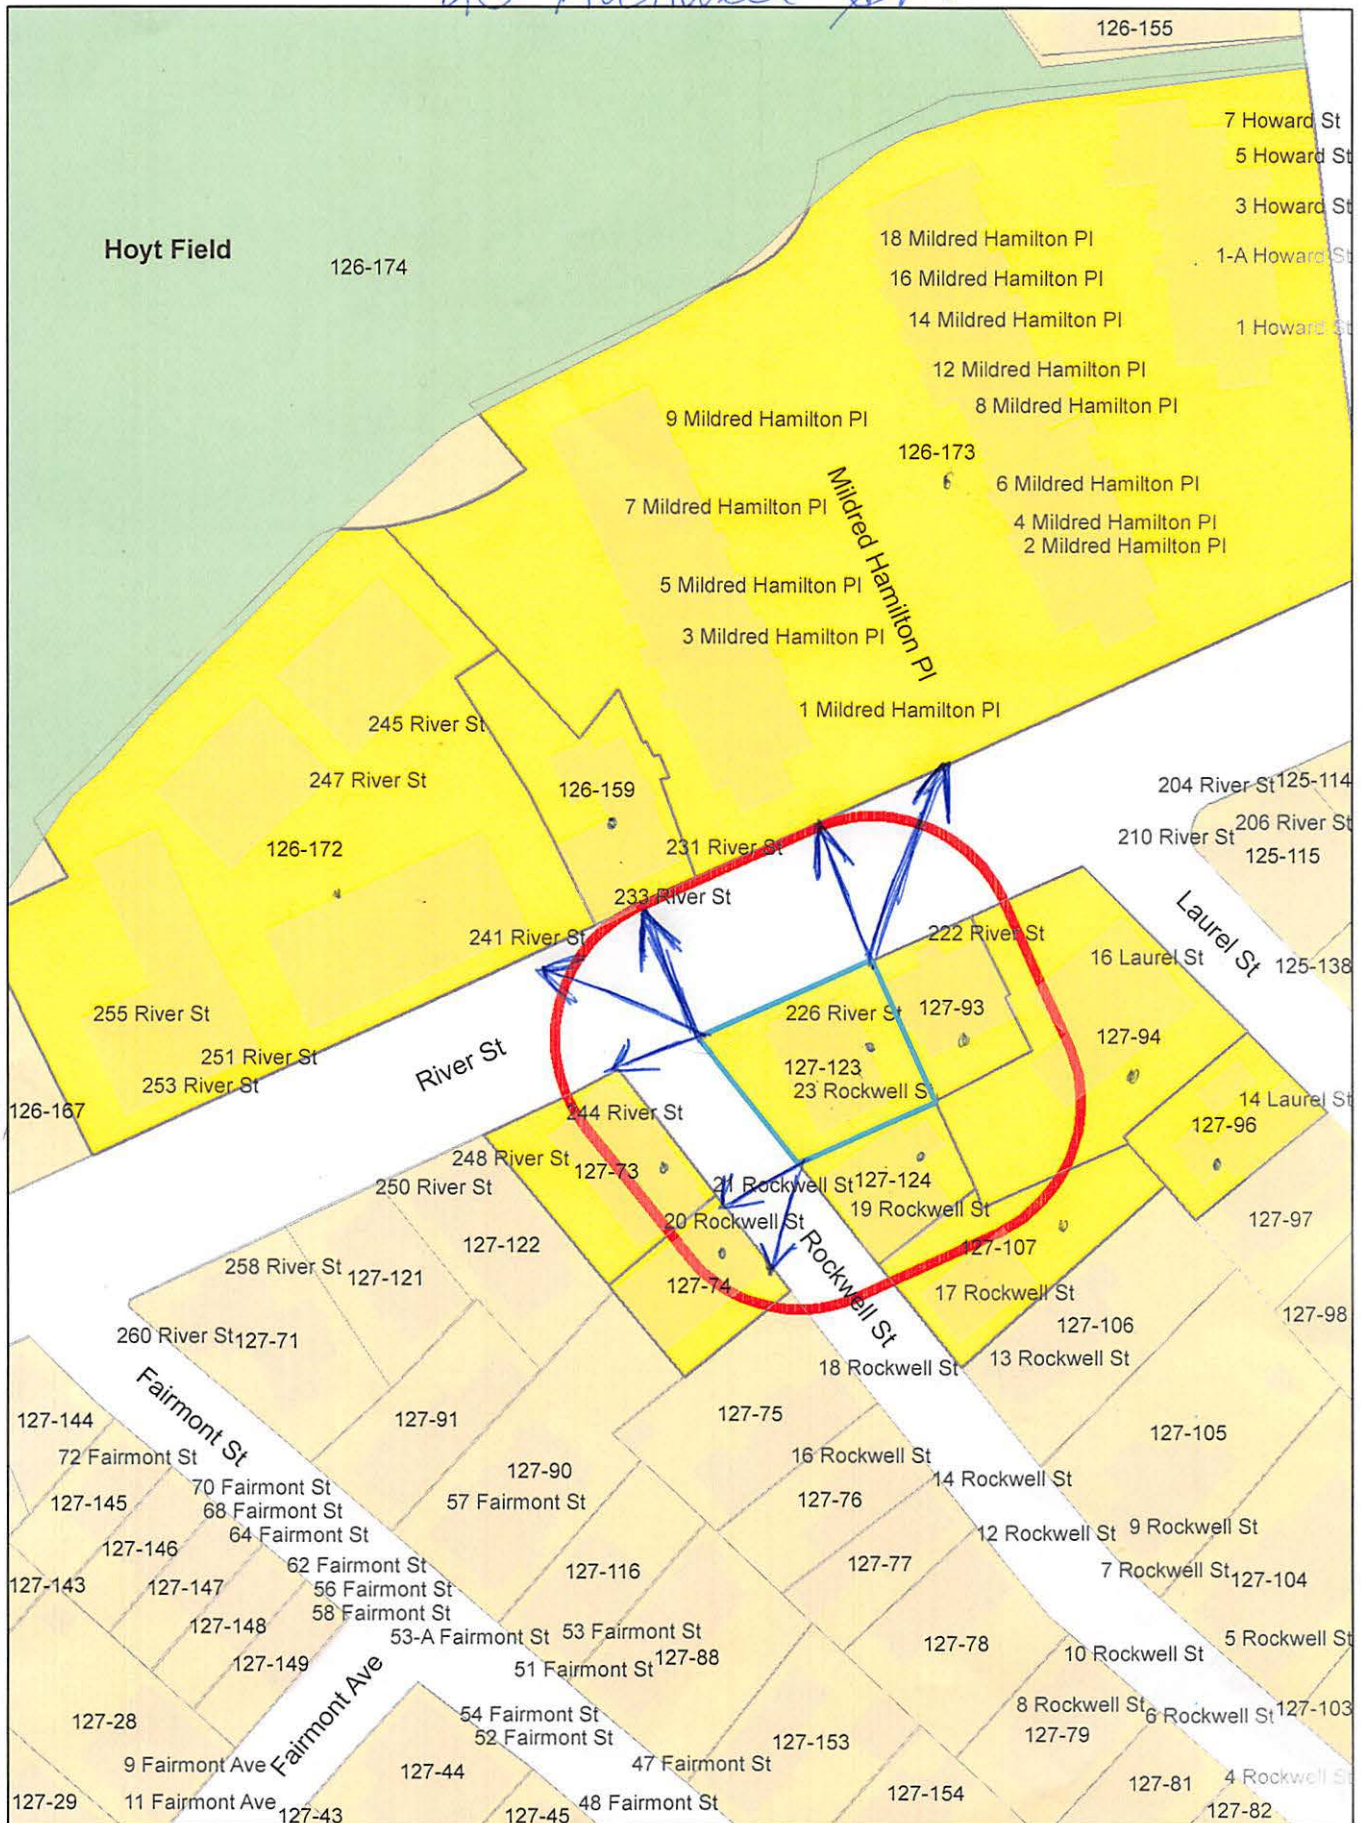 126-155
7 Howard St
5 Howard St
3 Howard St
18 Mildred Hamilton Pl
1-A Howard St
Hoyt Field
126-174
16 Mildred Hamilton Pl
14 Mildred Hamilton Pl
1 Howard St
12 Mildred Hamilton Pl
8 Mildred Hamilton Pl
9 Mildred Hamilton Pl
126-173
6 Mildred Hamilton Pl
7 Mildred Hamilton Pl
Mildred Hamilton Pl
4 Mildred Hamilton Pl
2 Mildred Hamilton Pl
5 Mildred Hamilton Pl
3 Mildred Hamilton Pl
1 Mildred Hamilton Pl
245 River St
247 River St
126-159
204 River St
125-114
206 River St
210 River St
125-115
126-172
231 River St
233 River St
241 River St
222 River St
16 Laurel St
Laurel St
125-138
255 River St
226 River St
127-93
127-94
251 River St
253 River St
River St
127-123
23 Rockwell St
126-167
244 River St
14 Laurel St
127-96
248 River St
127-73
250 River St
21 Rockwell St
127-124
19 Rockwell St
20 Rockwell St
127-97
127-122
127-107
258 River St
127-121
127-74
Rockwell St
17 Rockwell St
127-98
127-106
260 River St
127-71
18 Rockwell St
13 Rockwell St
Fairmont St
127-144
127-91
127-75
127-105
72 Fairmont St
16 Rockwell St
127-90
14 Rockwell St
70 Fairmont St
127-145
57 Fairmont St
127-76
68 Fairmont St
64 Fairmont St
12 Rockwell St
9 Rockwell St
127-146
62 Fairmont St
127-116
127-77
7 Rockwell St
127-104
127-143
127-147
56 Fairmont St
58 Fairmont St
127-148
53-A Fairmont St
53 Fairmont St
127-78
5 Rockwell St
10 Rockwell St
127-149
51 Fairmont St
127-88
Fairmont Ave
127-28
54 Fairmont St
8 Rockwell St
6 Rockwell St
127-103
52 Fairmont St
127-153
127-79
9 Fairmont Ave
127-44
47 Fairmont St
127-81
4 Rockwell St
127-29
11 Fairmont Ave
127-43
127-45
48 Fairmont St
127-154
127-82